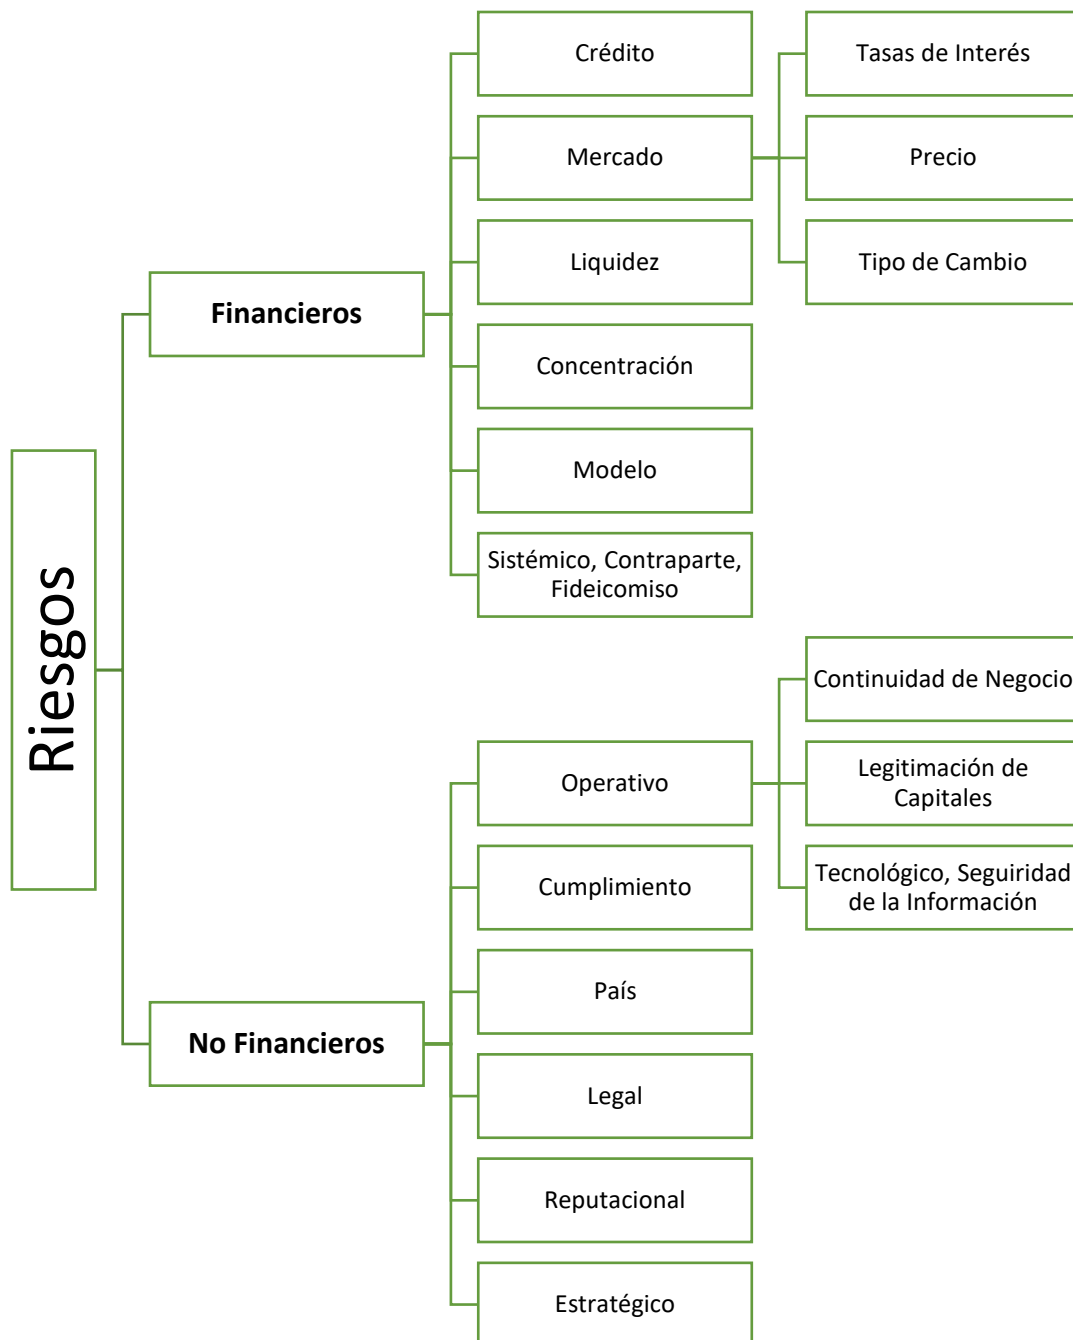 Riesgos
Financieros
Crédito
Mercado
Tasas de Interés
Precio
Tipo de Cambio
Liquidez
Concentración
Modelo
Sistémico, Contraparte,
Fideicomiso
No Financieros
Operativo
Continuidad de Negocio
Legitimación de
Capitales
Tecnológico, Seguiridad
de la Información
Cumplimiento
País
Legal
Reputacional
Estratégico